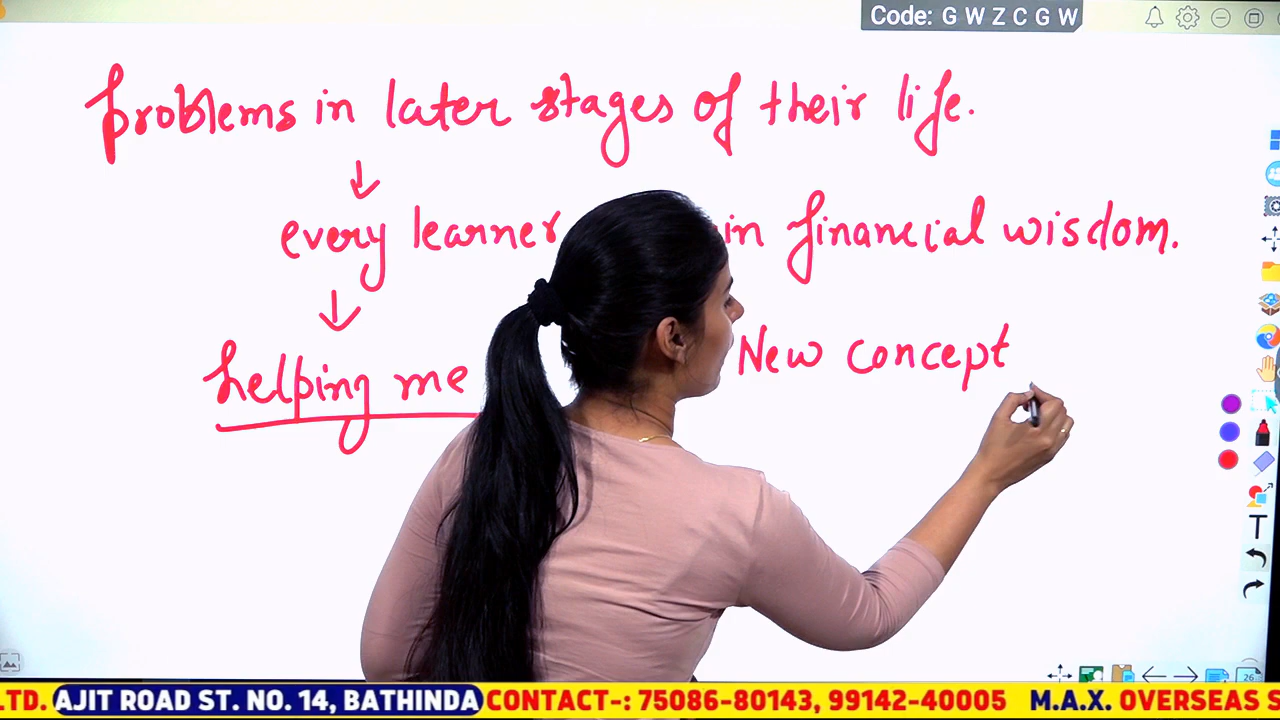 Code: G W Z C G W
Problems in later stages of their life.
every learner in financial wisdom.
helping me New concept
T
26
LTD. AJIT ROAD ST. NO. 14, BATHINDA CONTACT-: 75086-80143, 99142-40005 M.A.X. OVERSEAS S